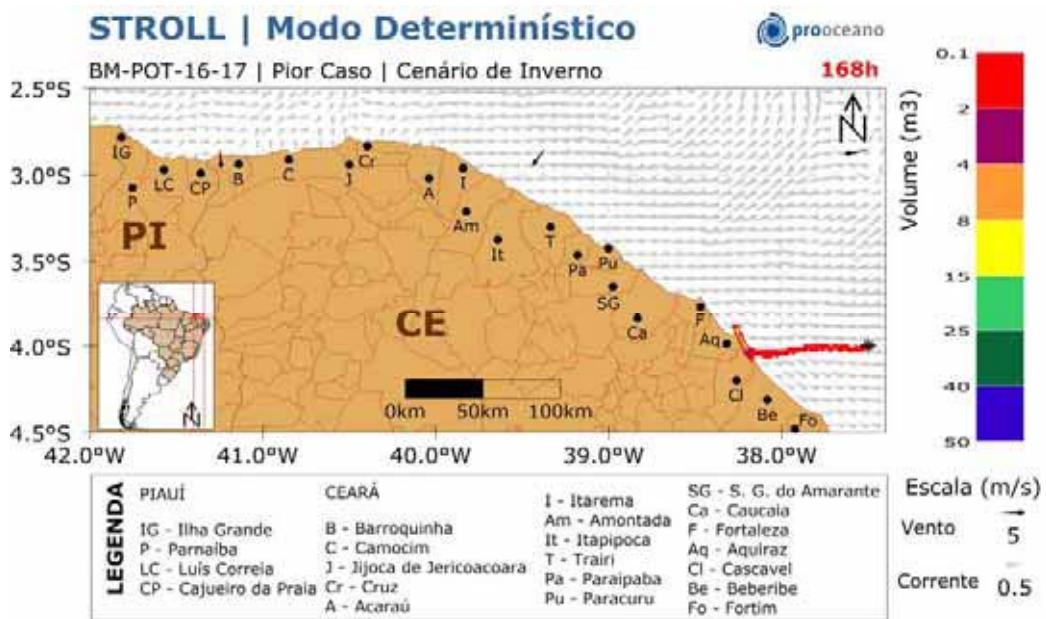 STROLL | Modo Determinístico
prooceano
BM-POT-16-17 | Pior Caso | Cenário de Inverno
168h
2.5°S
3.0°S
3.5°S
4.0°S
4.5°S
42.0°W
41.0°W
40.0°W
39.0°W
38.0°W
N
IG
LC
CP
P
B
C
J
Cr
A
I
Am
It
T
Pa
Pu
SG
Ca
F
Aq
Cl
Be
Fo
PI
CE
N
0km
50km
100km
Volume (m3)
0.1
2
4
8
15
25
40
50
LEGENDA
PIAUÍ
IG - Ilha Grande
P - Parnaíba
LC - Luís Correia
CP - Cajueiro da Praia
CEARÁ
B - Barroquinha
C - Camocim
J - Jijoca de Jericoacoara
Cr - Cruz
A - Acaraú
I - Itarema
Am - Amontada
It - Itapipoca
T - Trairi
Pa - Paraipaba
Pu - Paracuru
SG - S. G. do Amarante
Ca - Caucaia
F - Fortaleza
Aq - Aquiraz
Cl - Cascavel
Be - Beberibe
Fo - Fortim
Escala (m/s)
Vento
5
Corrente
0.5